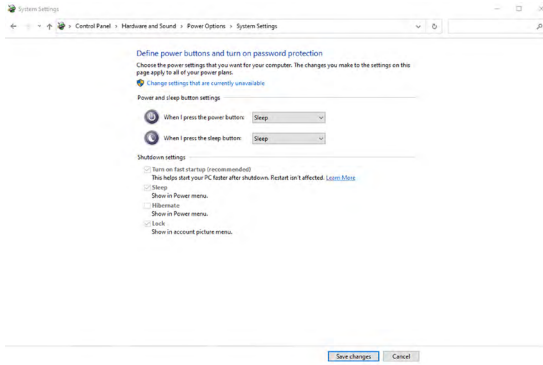 System Settings
Control Panel > Hardware and Sound > Power Options > System Settings
Define power buttons and turn on password protection
Choose the power settings that you want for your computer. The changes you make to the settings on this
page apply to all of your power plans.
Change settings that are currently unavailable
Power and sleep button settings
When I press the power button: Sleep
When I press the sleep button: Sleep
Shutdown settings
Turn on fast startup (recommended)
This helps start your PC faster after shutdown. Restart isn't affected. Learn More
Sleep
Show in Power menu.
Hibernate
Show in Power menu.
Lock
Show in account picture menu.
Save changes Cancel